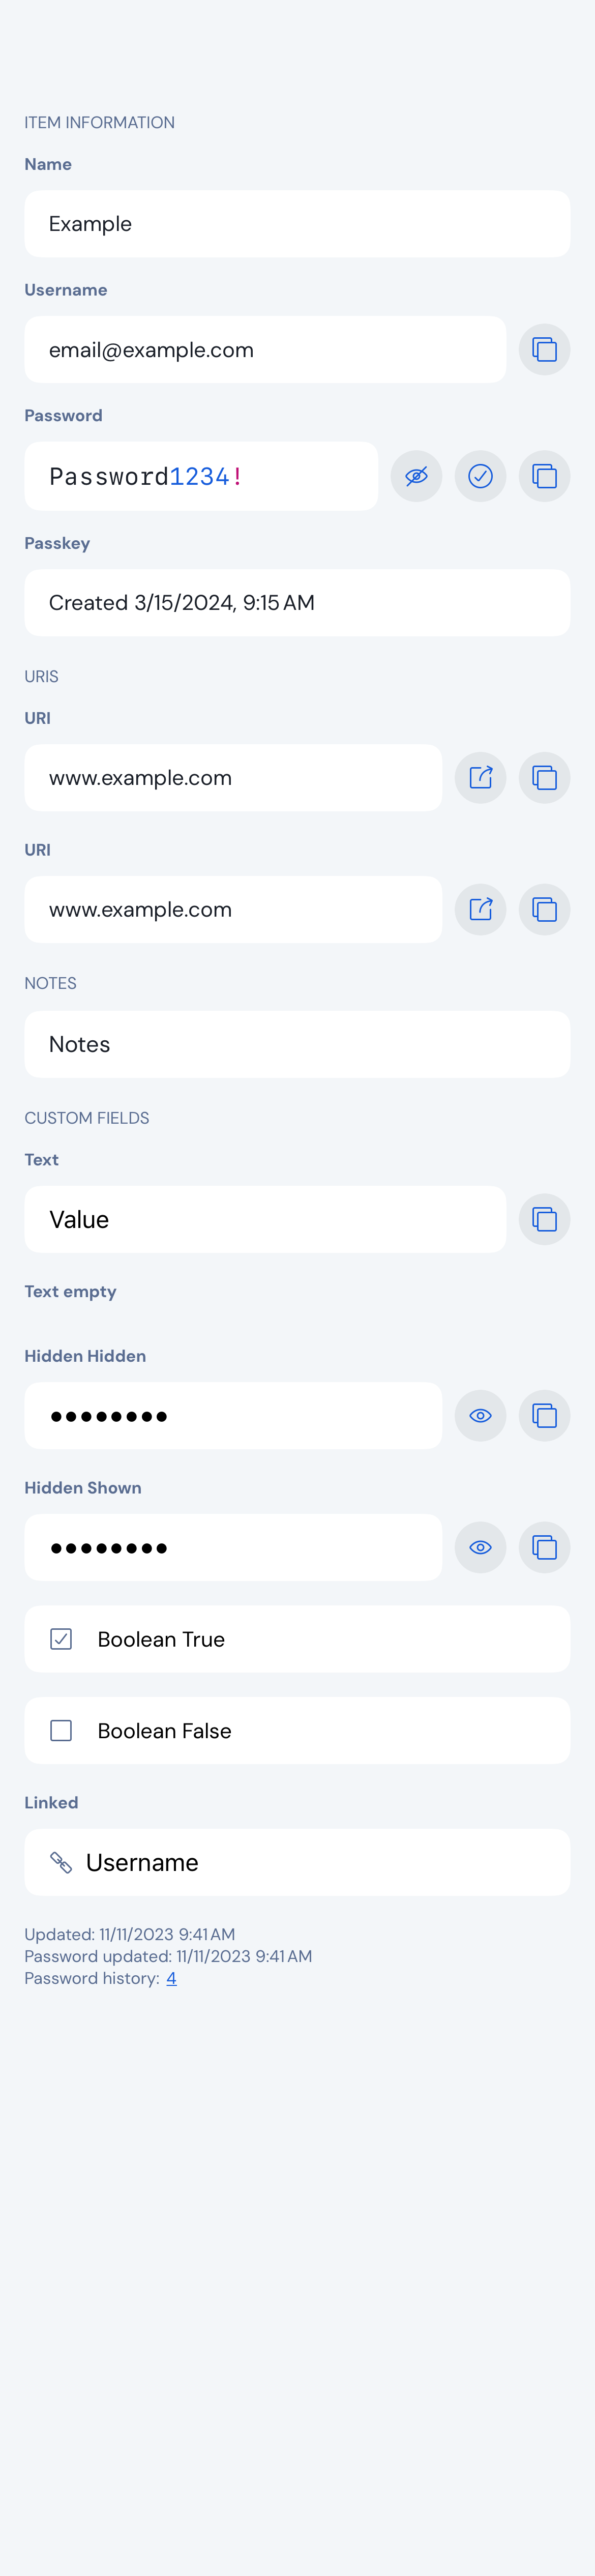 ITEM INFORMATION
Name
Example
Username
email@example.com
Password
Password1234!
Passkey
Created 3/15/2024, 9:15 AM
URIS
URI
www.example.com
URI
www.example.com
NOTES
Notes
CUSTOM FIELDS
Text
Value
Text empty
Hidden Hidden
••••••••
Hidden Shown
••••••••
Boolean True
Boolean False
Linked
Username
Updated: 11/11/2023 9:41 AM
Password updated: 11/11/2023 9:41 AM
Password history: 4